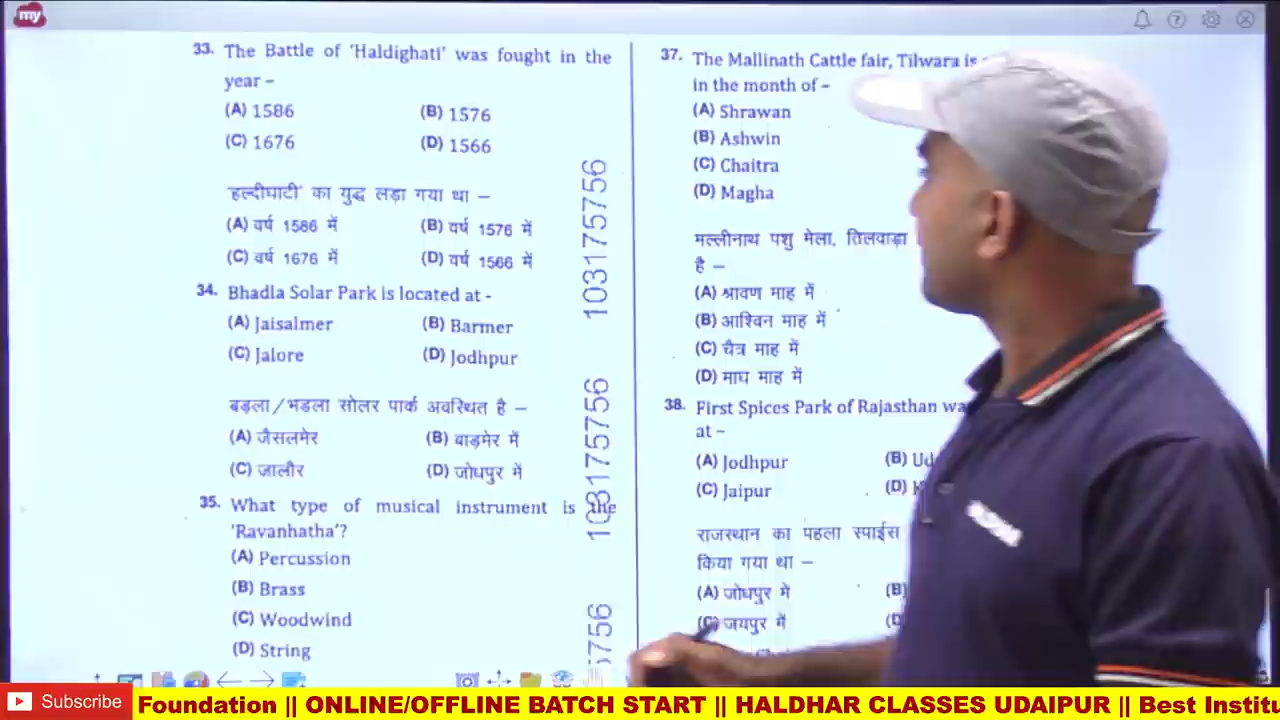 my
33. The Battle of 'Haldighati' was fought in the
year –
(A) 1586 (B) 1576
(C) 1676 (D) 1566
'हल्दीघाटी' का युद्ध लड़ा गया था –
(A) वर्ष 1586 में (B) वर्ष 1576 में
(C) वर्ष 1676 में (D) वर्ष 1566 में
34. Bhadla Solar Park is located at -
(A) Jaisalmer (B) Barmer
(C) Jalore (D) Jodhpur
बड़ला/भडला सोलर पार्क अवस्थित है –
(A) जैसलमेर (B) बाड़मेर में
(C) जालौर (D) जोधपुर में
35. What type of musical instrument is the
'Ravanhatha'?
(A) Percussion
(B) Brass
(C) Woodwind
(D) String
103175756
103175756
5756
37. The Mallinath Cattle fair, Tilwara is
in the month of –
(A) Shrawan
(B) Ashwin
(C) Chaitra
(D) Magha
मल्लीनाथ पशु मेला, तिलवाड़ा
है –
(A) श्रावण माह में
(B) आश्विन माह में
(C) चैत्र माह में
(D) माघ माह में
38. First Spices Park of Rajasthan
at –
(A) Jodhpur (B)
(C) Jaipur (D)
राजस्थान का पहला स्पाईस
किया गया था –
(A) जोधपुर में (B)
(C) जयपुर में
Subscribe
Foundation || ONLINE/OFFLINE BATCH START || HALDHAR CLASSES UDAIPUR || Best Institu